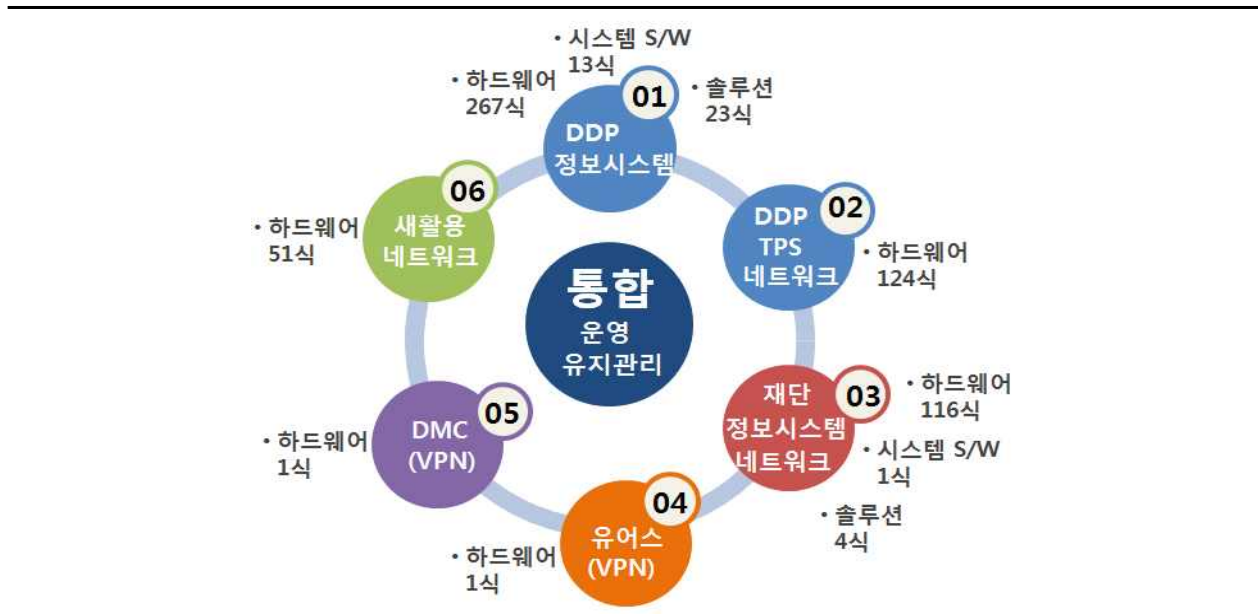 • 시스템 S/W
13식
• 하드웨어
267식
01
• 솔루션
23식
DDP
정보시스템
02
DDP
TPS
네트워크
• 하드웨어
124식
03
재단
정보시스템
네트워크
• 하드웨어
116식
• 시스템 S/W
1식
• 솔루션
4식
04
유어스
(VPN)
• 하드웨어
1식
05
DMC
(VPN)
• 하드웨어
1식
06
새활용
네트워크
• 하드웨어
51식
통합
운영
유지관리